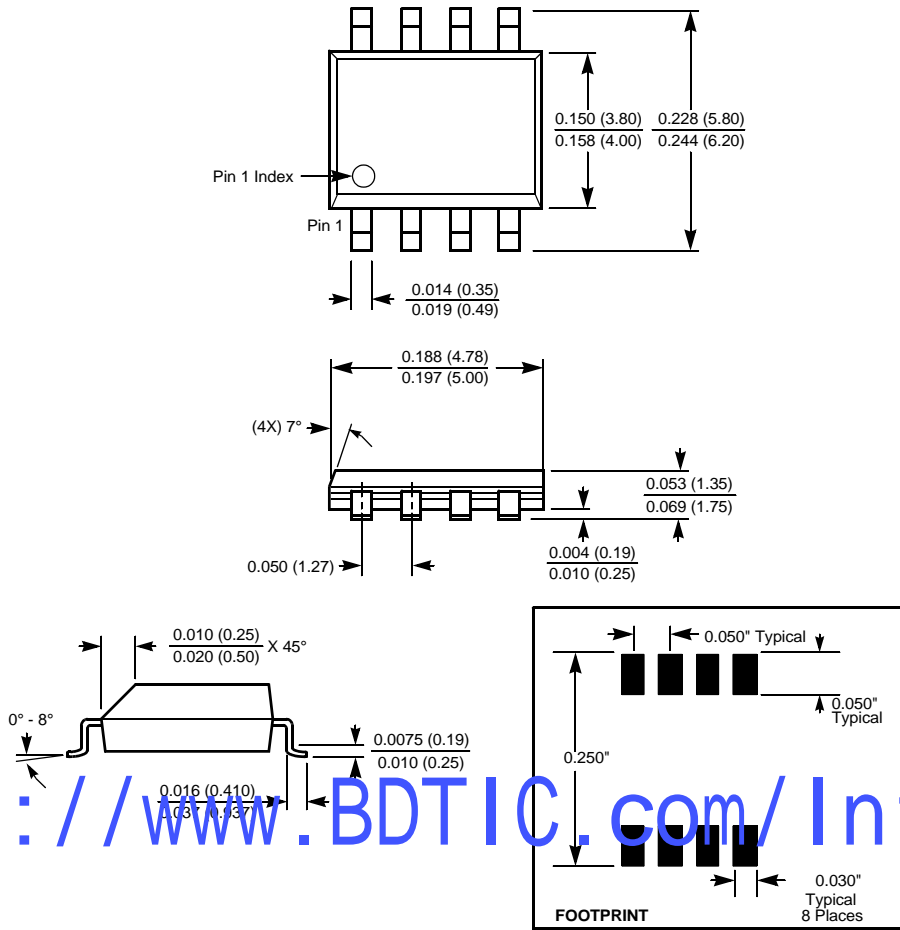 0.150 (3.80)
0.158 (4.00)
0.228 (5.80)
0.244 (6.20)
Pin 1 Index
Pin 1
0.014 (0.35)
0.019 (0.49)
0.188 (4.78)
0.197 (5.00)
(4X) 7°
0.053 (1.35)
0.069 (1.75)
0.050 (1.27)
0.004 (0.19)
0.010 (0.25)
0.010 (0.25)
0.020 (0.50)
X 45°
0° - 8°
0.0075 (0.19)
0.010 (0.25)
0.016 (0.410)
0.037 (0.937)
0.050" Typical
0.050"
Typical
0.250"
://www.BDTIC.com/In
0.030"
Typical
8 Places
FOOTPRINT